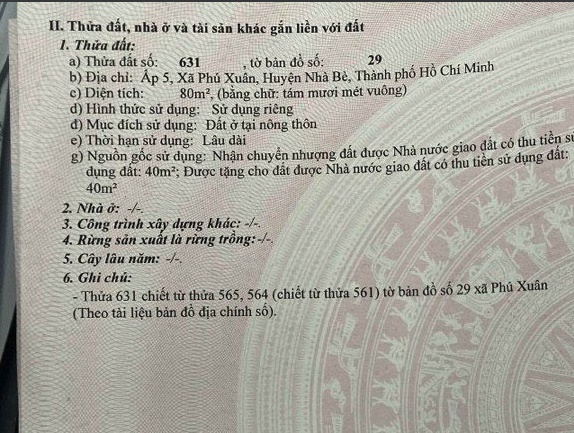 II. Thửa đất, nhà ở và tài sản khác gắn liền với đất
1. Thửa đất:
a) Thửa đất số: 631 , tờ bản đồ số: 29
b) Địa chỉ: Ấp 5, Xã Phú Xuân, Huyện Nhà Bè, Thành phố Hồ Chí Minh
c) Diện tích: 80m², (bằng chữ: tám mươi mét vuông)
d) Hình thức sử dụng: Sử dụng riêng
đ) Mục đích sử dụng: Đất ở tại nông thôn
e) Thời hạn sử dụng: Lâu dài
g) Nguồn gốc sử dụng: Nhận chuyển nhượng đất được Nhà nước giao đất có thu tiền sử
dụng đất: 40m²; Được tặng cho đất được Nhà nước giao đất có thu tiền sử dụng đất:
40m²
2. Nhà ở: -/-.
3. Công trình xây dựng khác: -/-.
4. Rừng sản xuất là rừng trồng: -/-.
5. Cây lâu năm: -/-.
6. Ghi chú:
- Thửa 631 chiết từ thửa 565, 564 (chiết từ thửa 561) tờ bản đồ số 29 xã Phú Xuân
(Theo tài liệu bản đồ địa chính số).